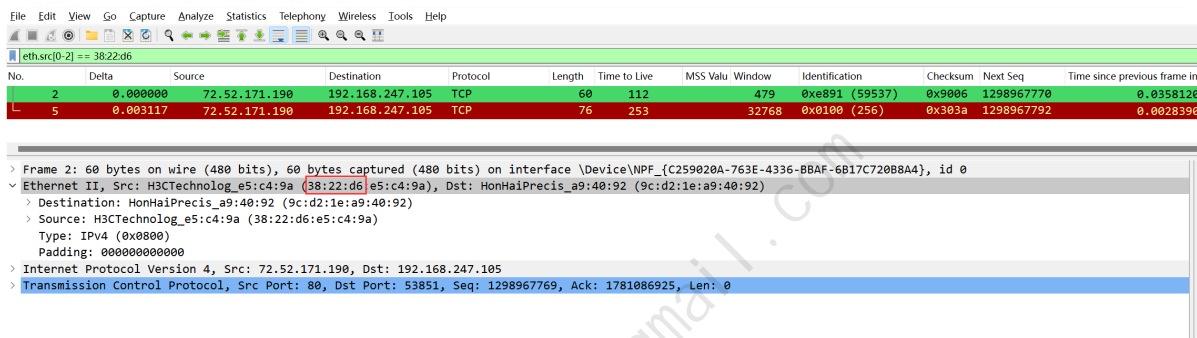 File Edit View Go Capture Analyze Statistics Telephony Wireless Tools Help
eth.src[0-2] == 38:22:d6
No. Delta Source Destination Protocol Length Time to Live MSS Valu Window Identification Checksum Next Seq Time since previous frame in
2 0.000000 72.52.171.190 192.168.247.105 TCP 60 112 479 0xe891 (59537) 0x9006 1298967770 0.0358120
5 0.003117 72.52.171.190 192.168.247.105 TCP 76 253 32768 0x0100 (256) 0x303a 1298967792 0.0028390
Frame 2: 60 bytes on wire (480 bits), 60 bytes captured (480 bits) on interface \Device\NPF_{C259020A-763E-4336-BBAF-6B17C720B8A4}, id 0
Ethernet II, Src: H3CTechnolog_e5:c4:9a (38:22:d6:e5:c4:9a), Dst: HonHaiPrecis_a9:40:92 (9c:d2:1e:a9:40:92)
Destination: HonHaiPrecis_a9:40:92 (9c:d2:1e:a9:40:92)
Source: H3CTechnolog_e5:c4:9a (38:22:d6:e5:c4:9a)
Type: IPv4 (0x0800)
Padding: 000000000000
Internet Protocol Version 4, Src: 72.52.171.190, Dst: 192.168.247.105
Transmission Control Protocol, Src Port: 80, Dst Port: 53851, Seq: 1298967769, Ack: 1781086925, Len: 0
gmail.com